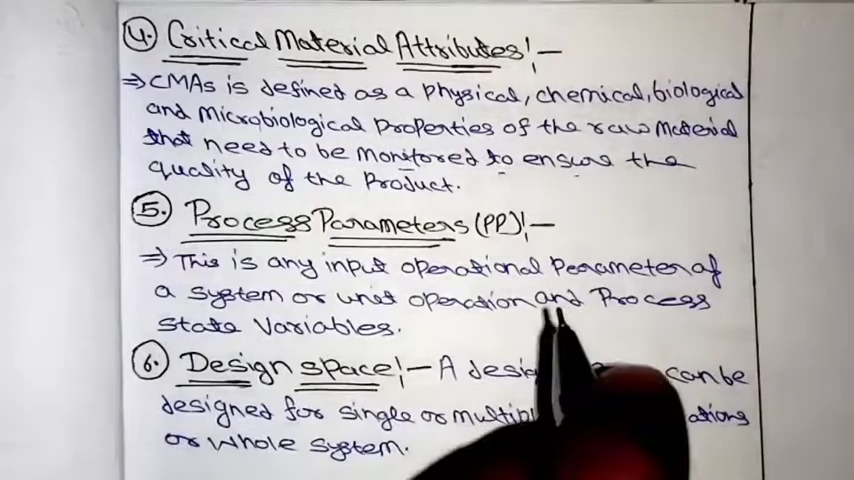 4. Critical Material Attributes:-
⇒ CMAs is defined as a physical, chemical, biological
and Microbiological properties of the raw Material
that need to be monitored to ensure the
quality of the Product.
5. Process Parameters (PP):-
⇒ This is any input operational Perameter of
a system or unit operation and Process
state Variables.
6. Design space:- A can be
designed for single or
or whole system.